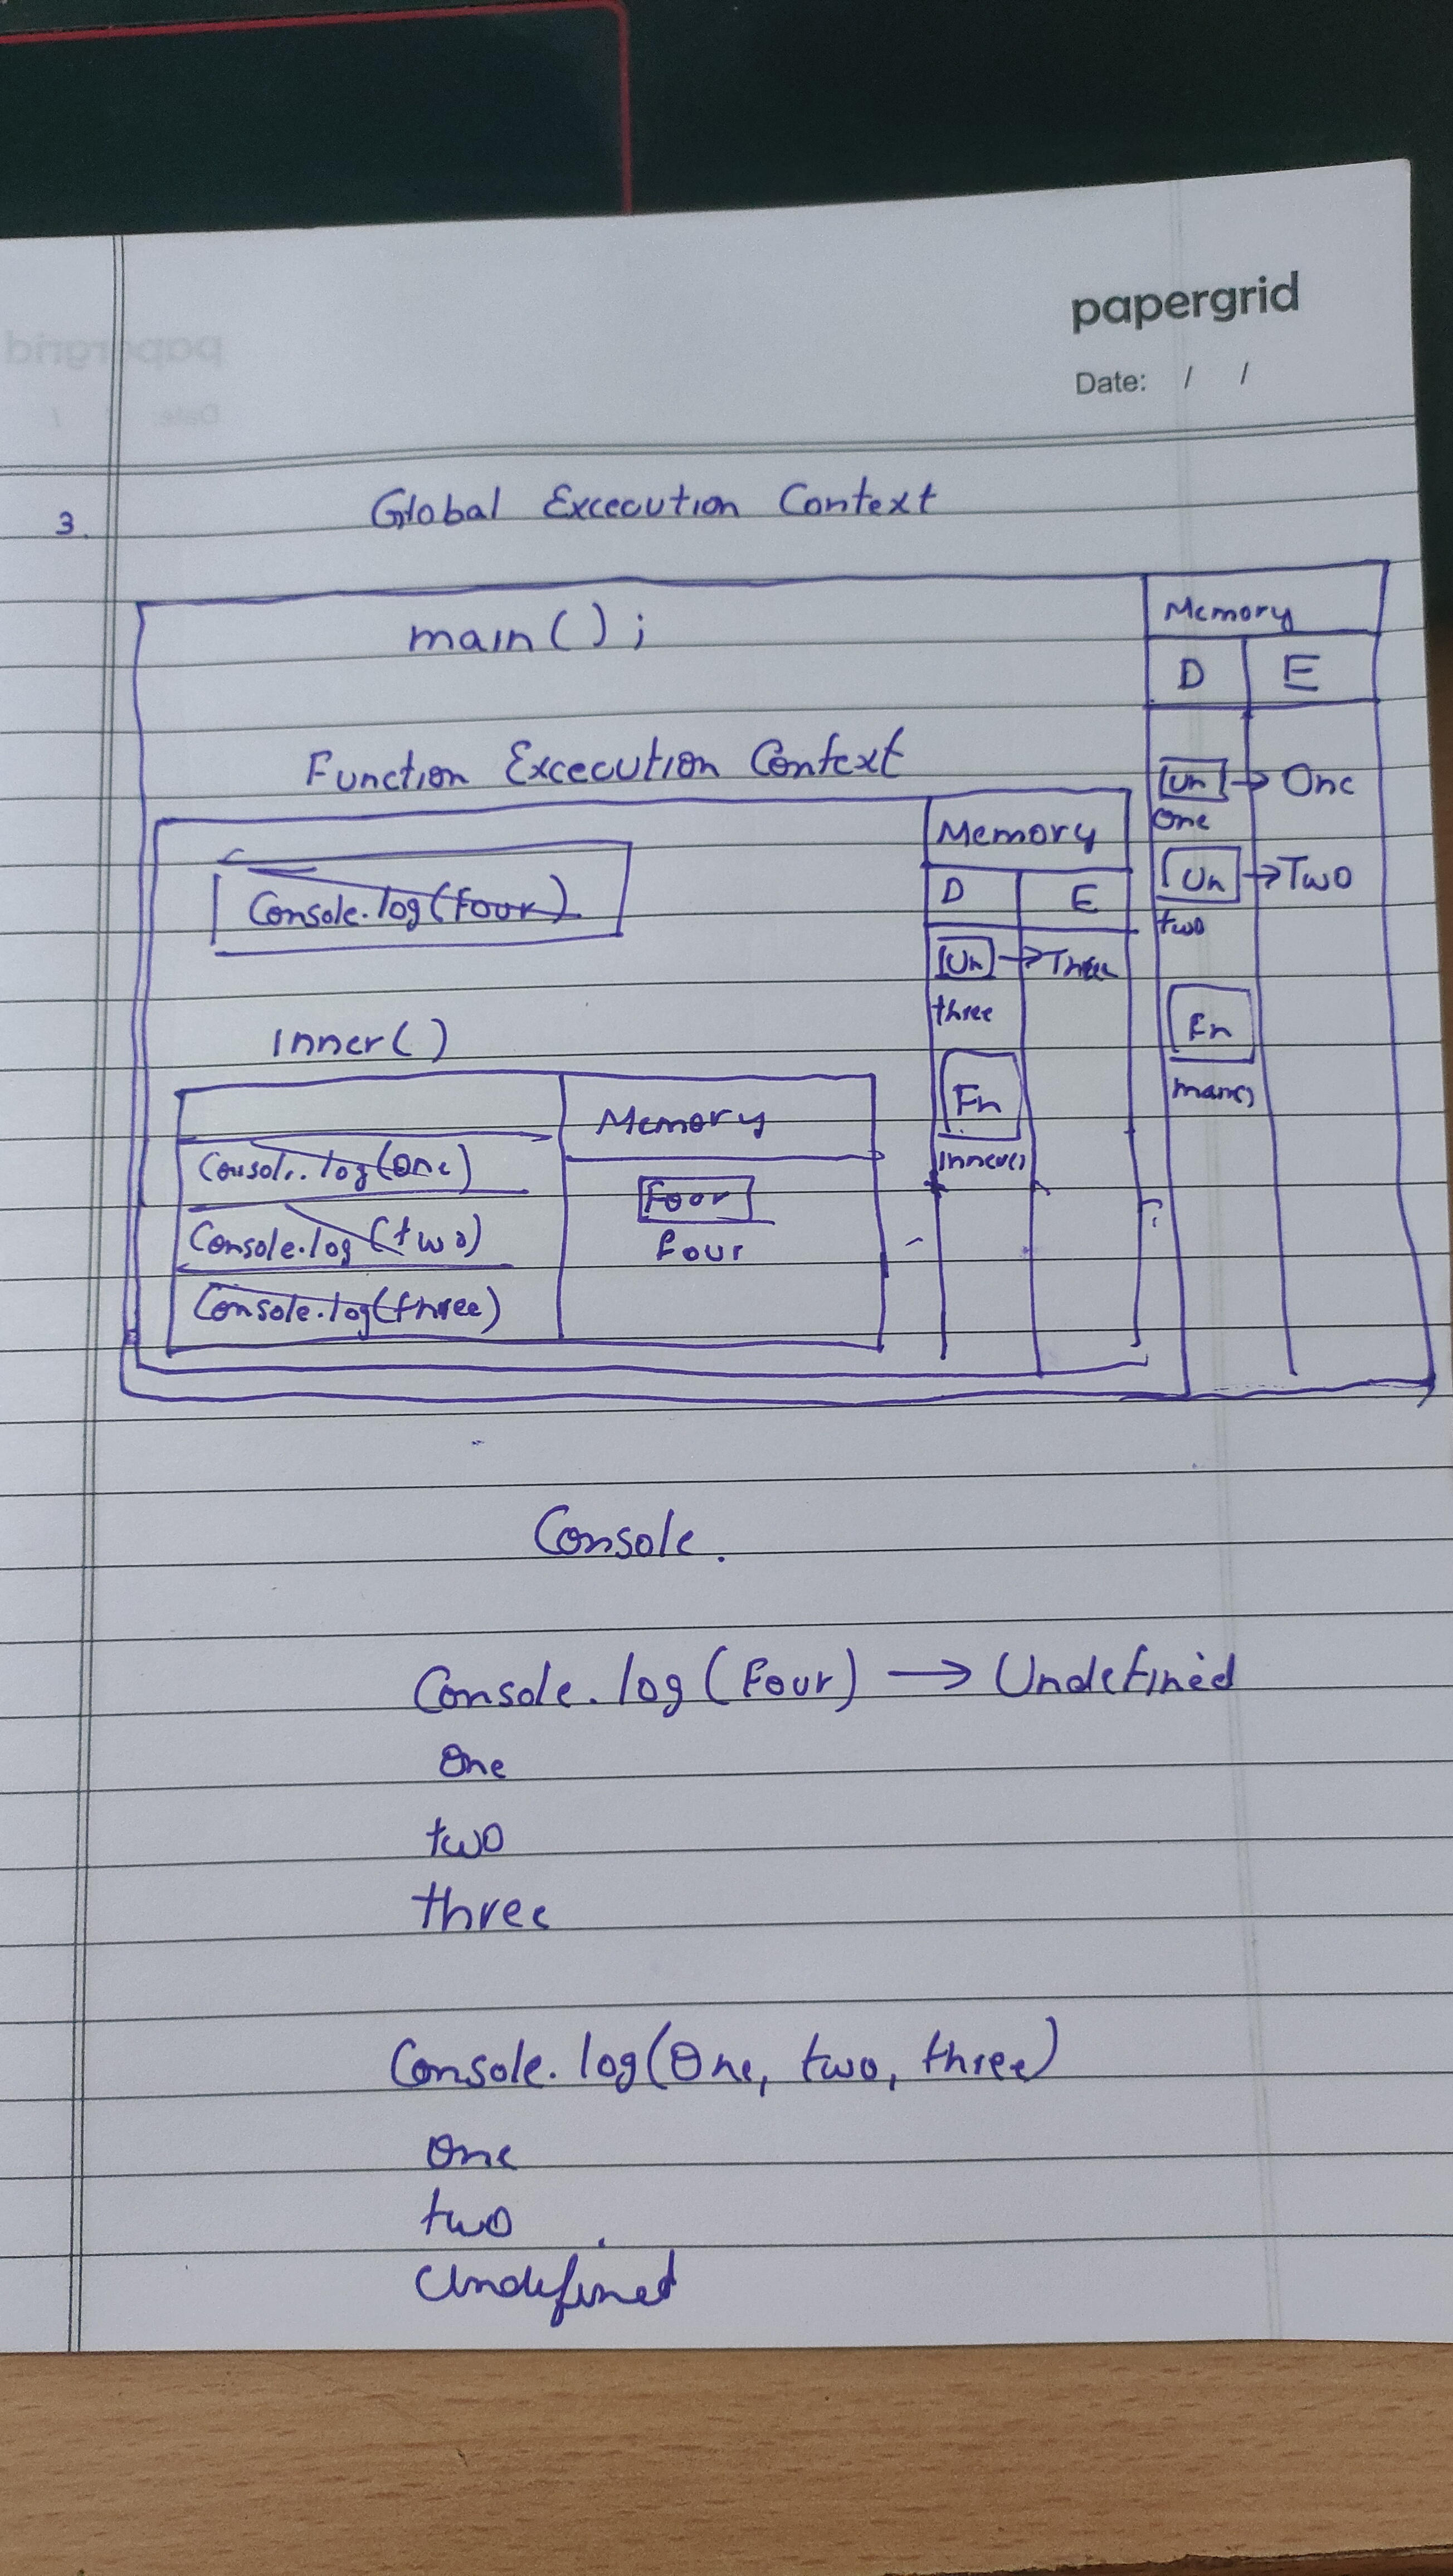 papergrid
Date: / /
3. Global Excecution Context
main();
Memory
D E
Function Excecution Context
Un → One
one
Memory
Console.log(four)
D E
Un → Two
two
Un → Three
three
Fn
main()
Inner()
Fn
inner()
Memory
Console.log(One)
Four
four
Console.log(two)
Console.log(three)
Console.
Console.log(Four) → Undefined
One
two
three
Console.log(One, two, three)
One
two
Undefined